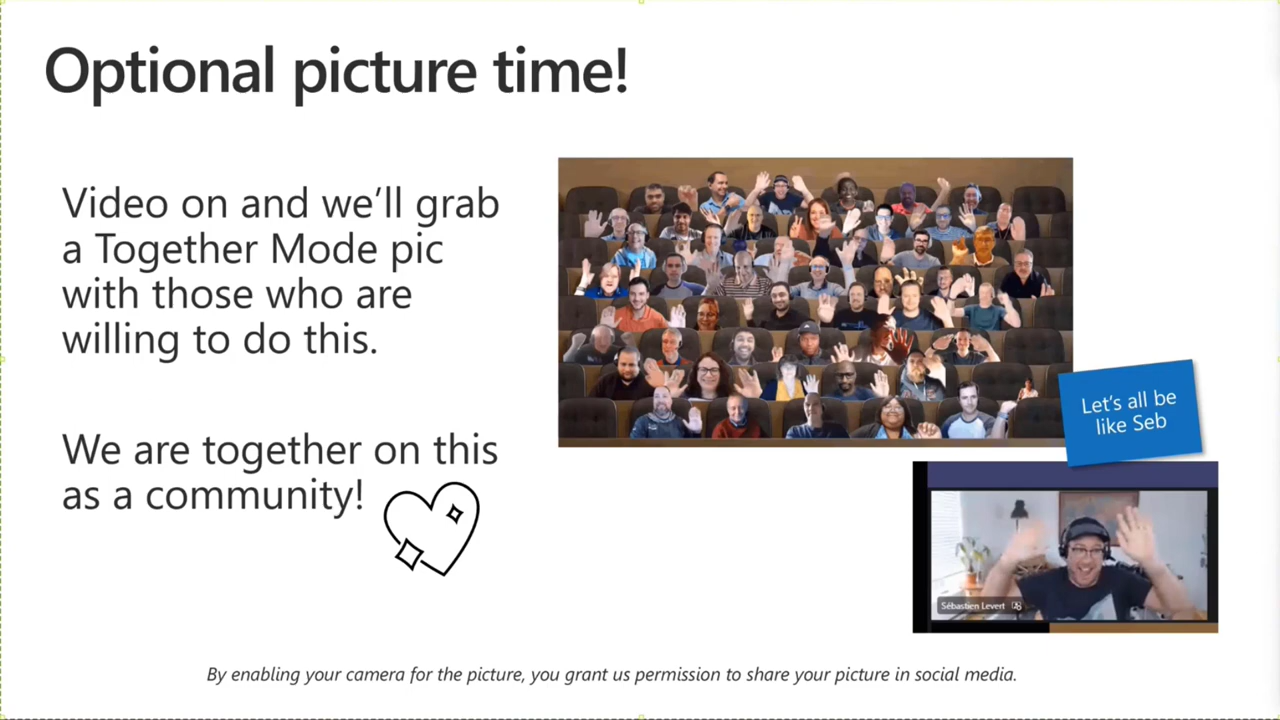 Optional picture time!
Video on and we’ll grab
a Together Mode pic
with those who are
willing to do this.
We are together on this
as a community!
Let’s all be
like Seb
Sébastien Levert
By enabling your camera for the picture, you grant us permission to share your picture in social media.